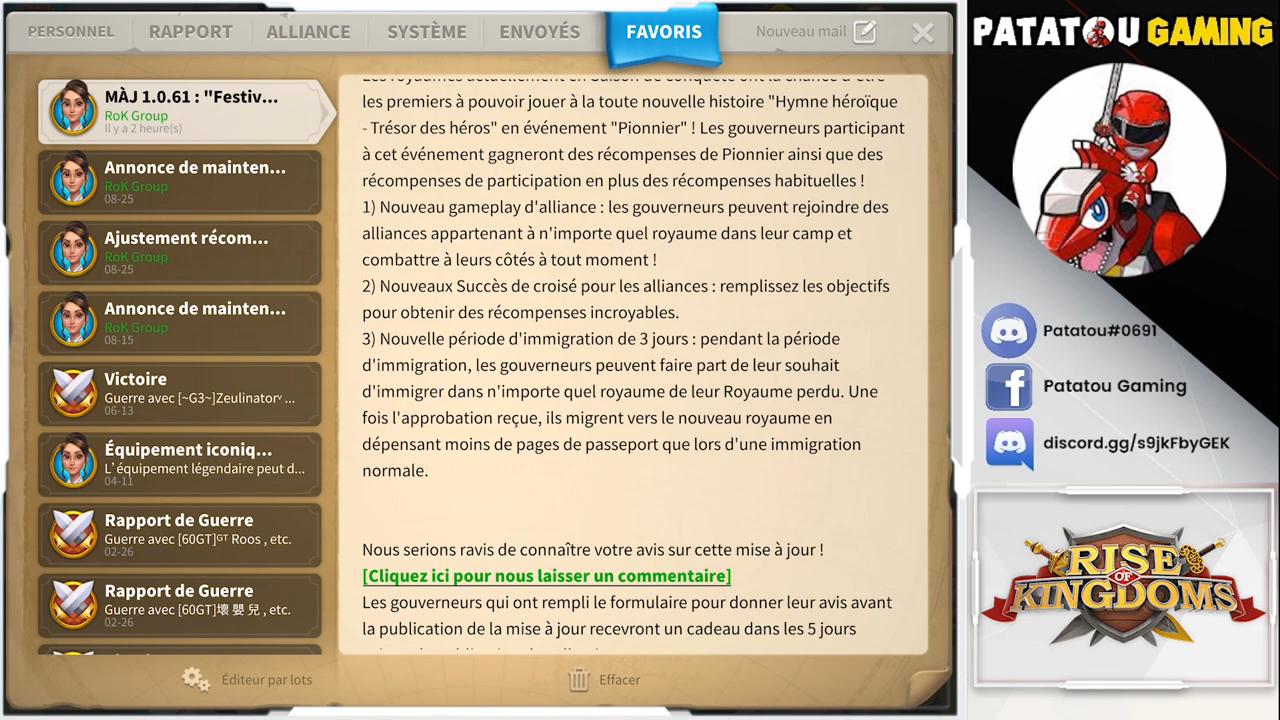 PERSONNEL
RAPPORT
ALLIANCE
SYSTÈME
ENVOYÉS
FAVORIS
Nouveau mail
MÀJ 1.0.61 : "Festiv...
RoK Group
Il y a 2 heure(s)
Annonce de mainten...
RoK Group
08-25
Ajustement récom...
RoK Group
08-25
Annonce de mainten...
RoK Group
08-15
Victoire
Guerre avec [~G3~]Zeulinatorᵛ ...
06-13
Équipement iconiq...
L'équipement légendaire peut d...
04-11
Rapport de Guerre
Guerre avec [60GT]ᴳᵀ Roos , etc.
02-26
Rapport de Guerre
Guerre avec [60GT]壞 嬰 兒 , etc.
02-26
Les royaumes actuellement en Saison de conquête ont la chance d'être
les premiers à pouvoir jouer à la toute nouvelle histoire "Hymne héroïque
- Trésor des héros" en événement "Pionnier" ! Les gouverneurs participant
à cet événement gagneront des récompenses de Pionnier ainsi que des
récompenses de participation en plus des récompenses habituelles !
1) Nouveau gameplay d'alliance : les gouverneurs peuvent rejoindre des
alliances appartenant à n'importe quel royaume dans leur camp et
combattre à leurs côtés à tout moment !
2) Nouveaux Succès de croisé pour les alliances : remplissez les objectifs
pour obtenir des récompenses incroyables.
3) Nouvelle période d'immigration de 3 jours : pendant la période
d'immigration, les gouverneurs peuvent faire part de leur souhait
d'immigrer dans n'importe quel royaume de leur Royaume perdu. Une
fois l'approbation reçue, ils migrent vers le nouveau royaume en
dépensant moins de pages de passeport que lors d'une immigration
normale.
Nous serions ravis de connaître votre avis sur cette mise à jour !
[Cliquez ici pour nous laisser un commentaire]
Les gouverneurs qui ont rempli le formulaire pour donner leur avis avant
la publication de la mise à jour recevront un cadeau dans les 5 jours
Éditeur par lots
Effacer
PATATOU GAMING
Patatou#0691
Patatou Gaming
discord.gg/s9jkFbyGEK
RISE
OF
KINGDOMS